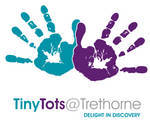 TinyTots@Trethorne
DELIGHT IN DISCOVERY